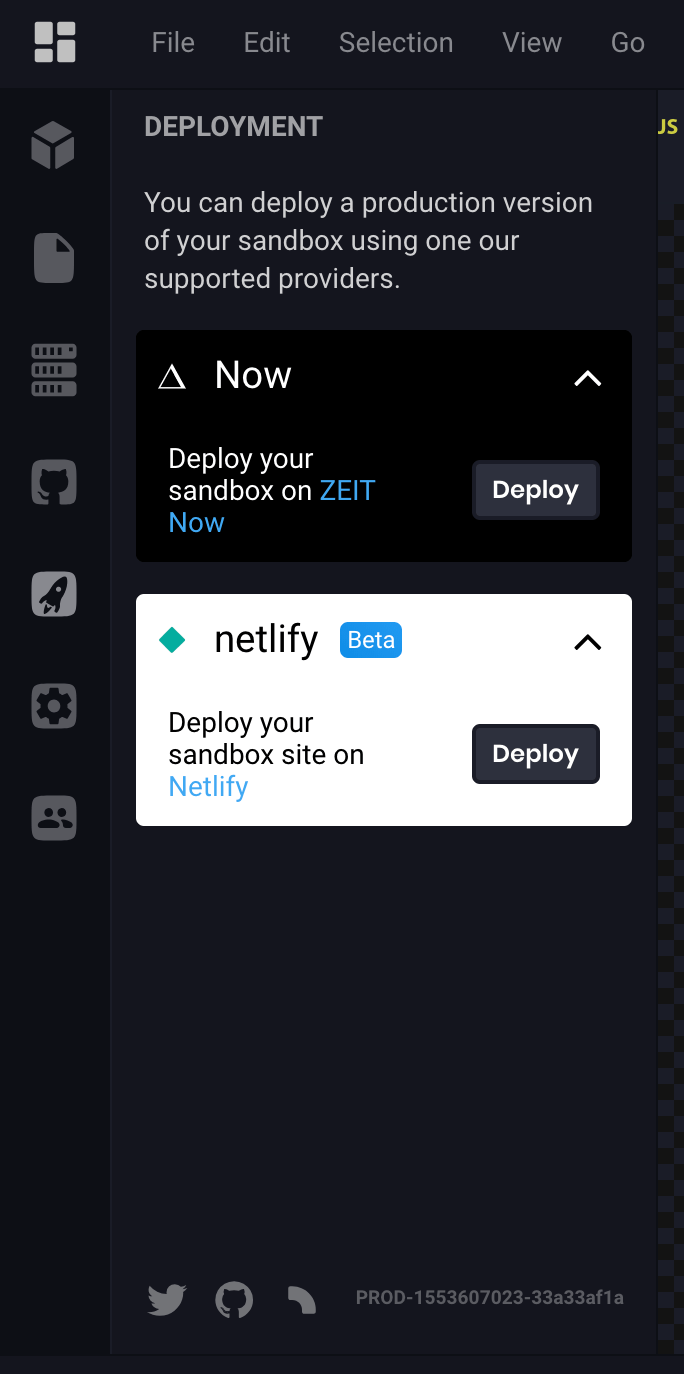 File Edit Selection View Go
DEPLOYMENT
JS
You can deploy a production version
of your sandbox using one our
supported providers.
Now
Deploy your
sandbox on ZEIT
Now
Deploy
netlify Beta
Deploy your
sandbox site on
Netlify
Deploy
PROD-1553607023-33a33af1a